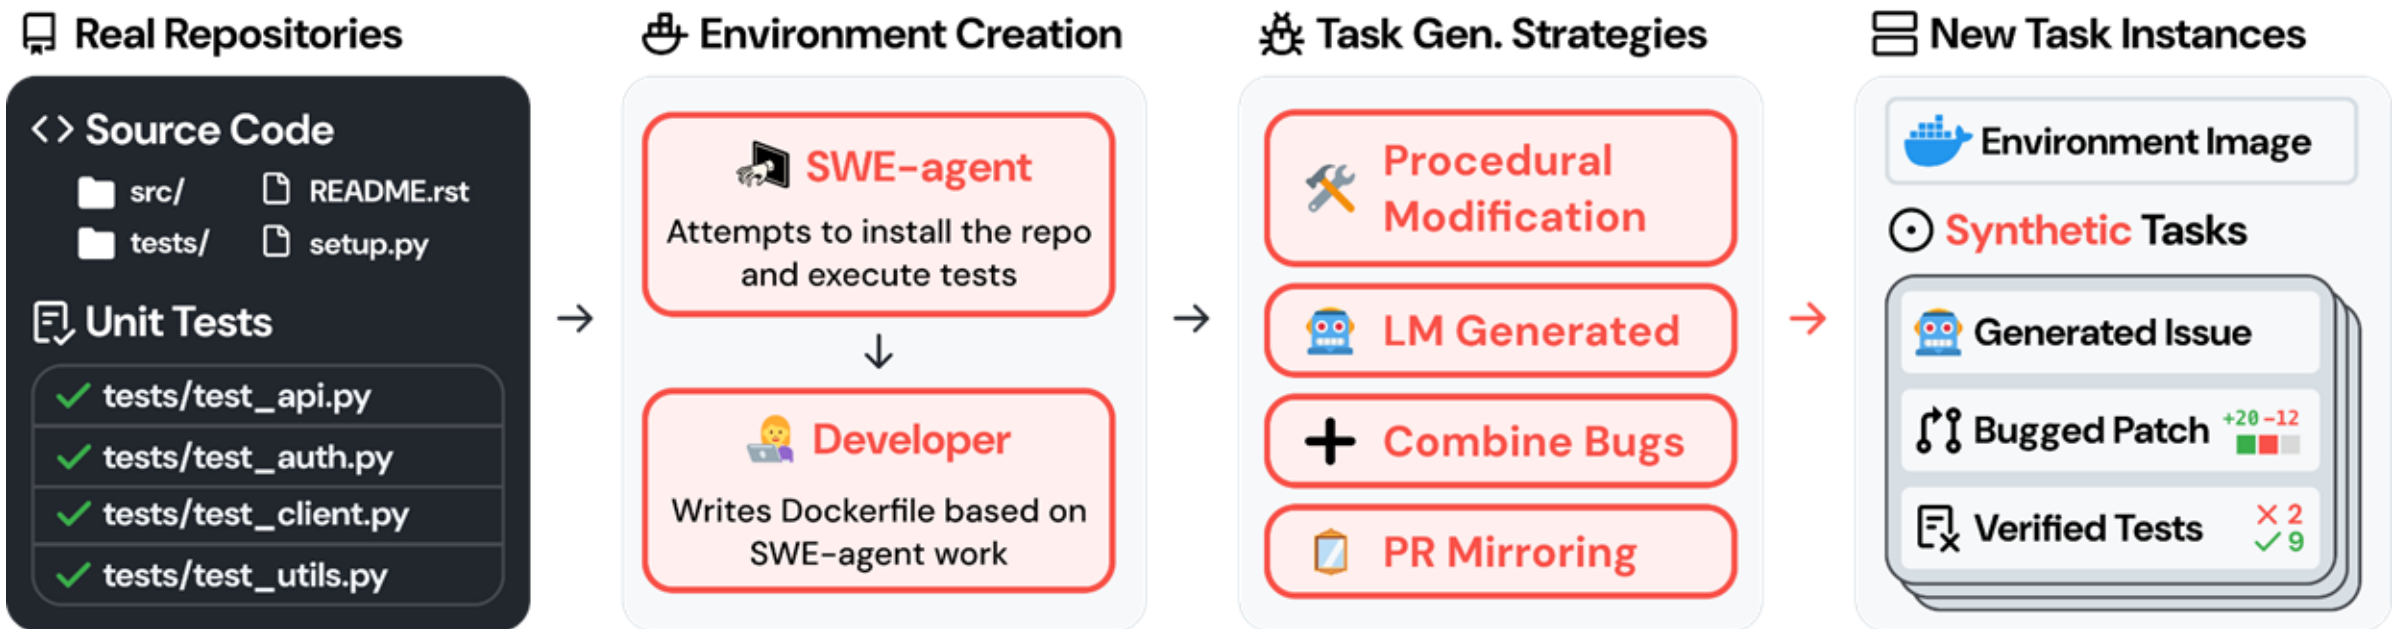 Real Repositories
Source Code
src/
README.rst
tests/
setup.py
Unit Tests
tests/test_api.py
tests/test_auth.py
tests/test_client.py
tests/test_utils.py
Environment Creation
SWE-agent
Attempts to install the repo
and execute tests
Developer
Writes Dockerfile based on
SWE-agent work
Task Gen. Strategies
Procedural
Modification
LM Generated
Combine Bugs
PR Mirroring
New Task Instances
Environment Image
Synthetic Tasks
Generated Issue
Bugged Patch +20 -12
Verified Tests
2
9